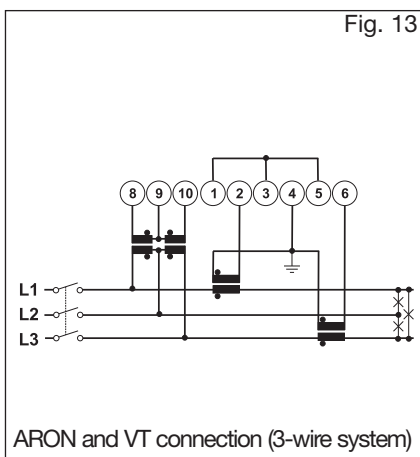 Fig. 13
8 9 10 1 2 3 4 5 6
L1
L2
L3
ARON and VT connection (3-wire system)